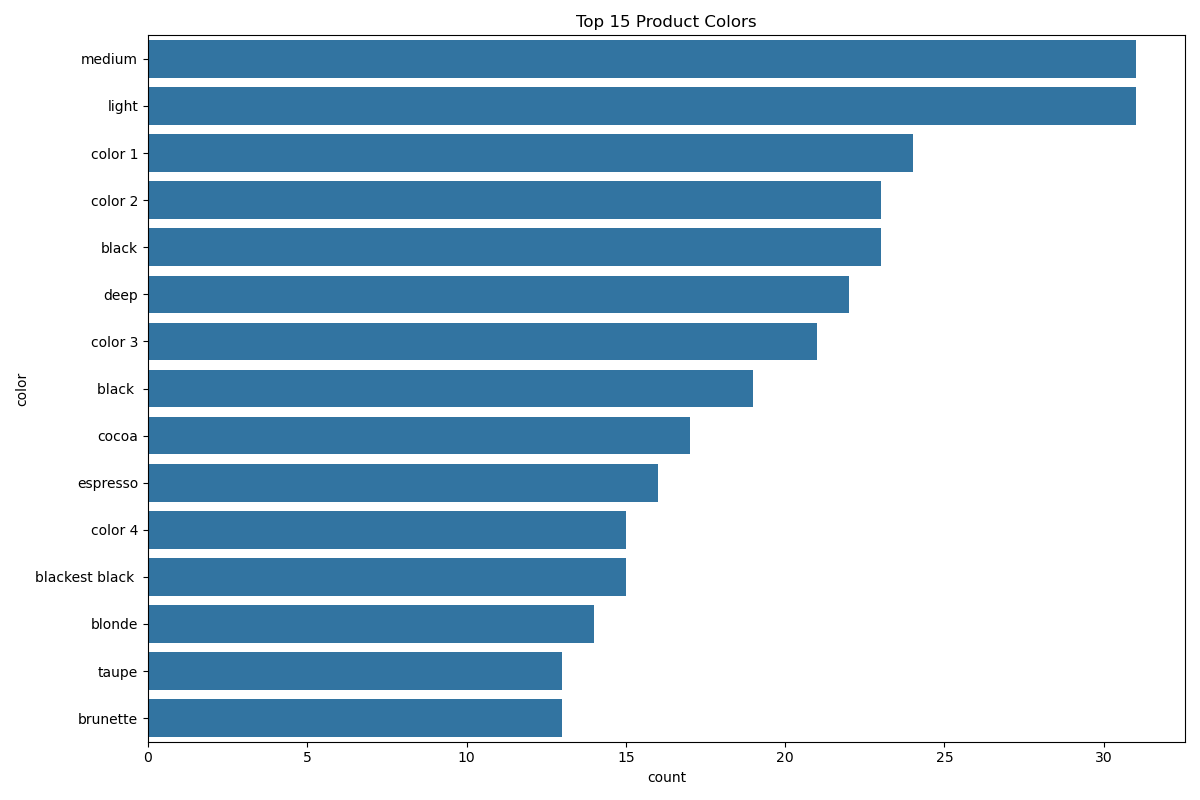 Top 15 Product Colors
medium
light
color 1
color 2
black
deep
color 3
black
cocoa
espresso
color 4
blackest black
blonde
taupe
brunette
color
0 5 10 15 20 25 30
count